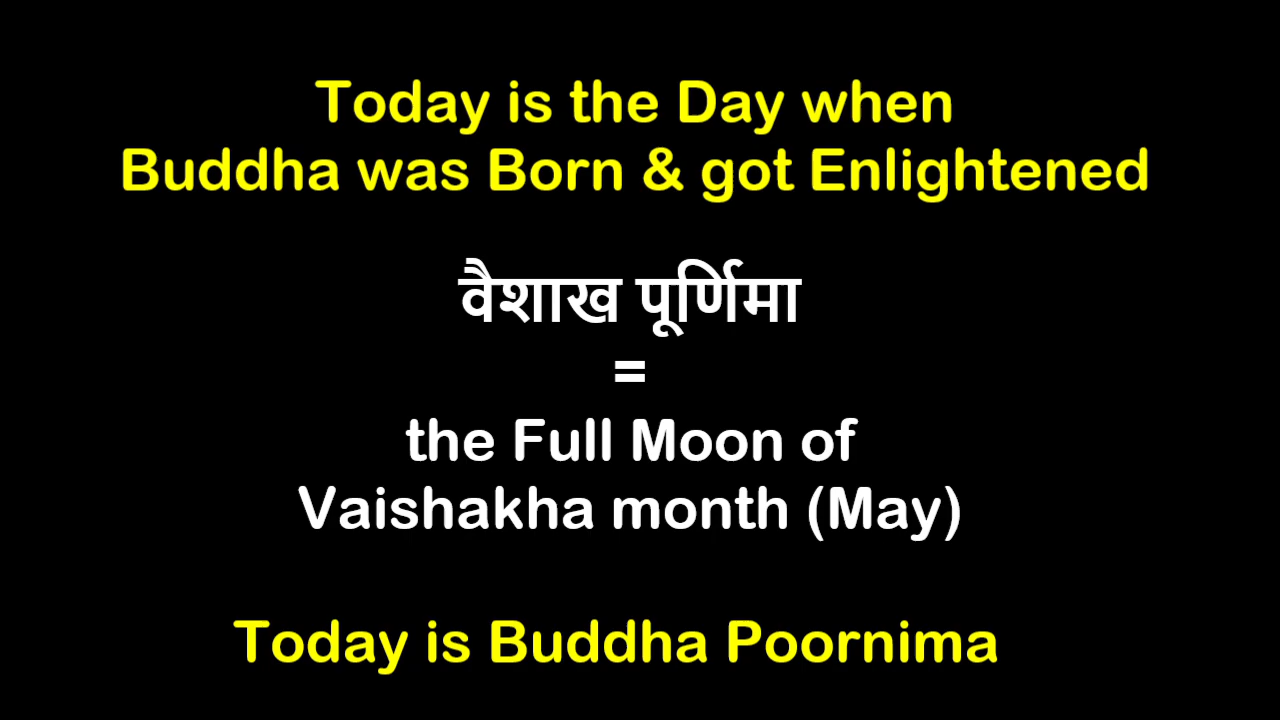 Today is the Day when
Buddha was Born & got Enlightened
वैशाख पूर्णिमा
=
the Full Moon of
Vaishakha month (May)
Today is Buddha Poornima